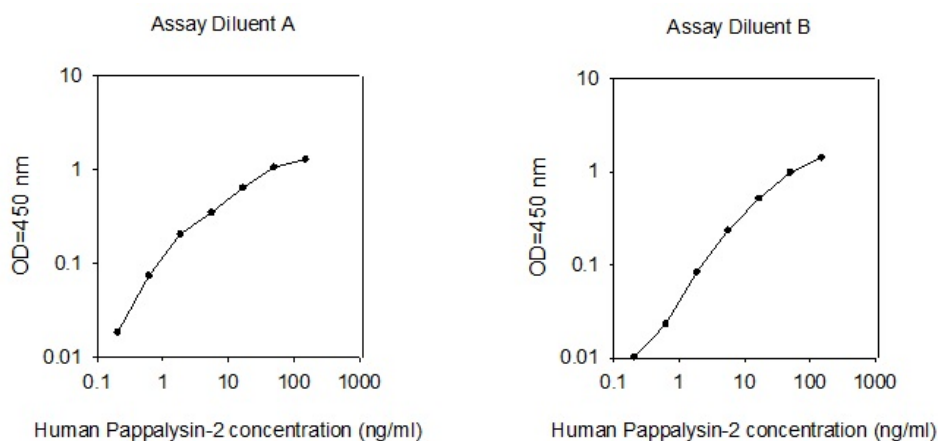 Assay Diluent A
10
1
0.1
0.01
OD=450 nm
0.1 1 10 100 1000
Human Pappalysin-2 concentration (ng/ml)
Assay Diluent B
10
1
0.1
0.01
OD=450 nm
0.1 1 10 100 1000
Human Pappalysin-2 concentration (ng/ml)